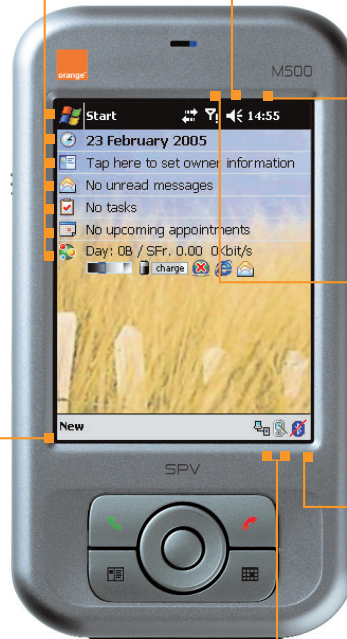 orange™
M500
Start 14:55
23 February 2005
Tap here to set owner information
No unread messages
No tasks
No upcoming appointments
Day: 0B / SFr. 0.00 0Kbit/s
charge
New
SPV